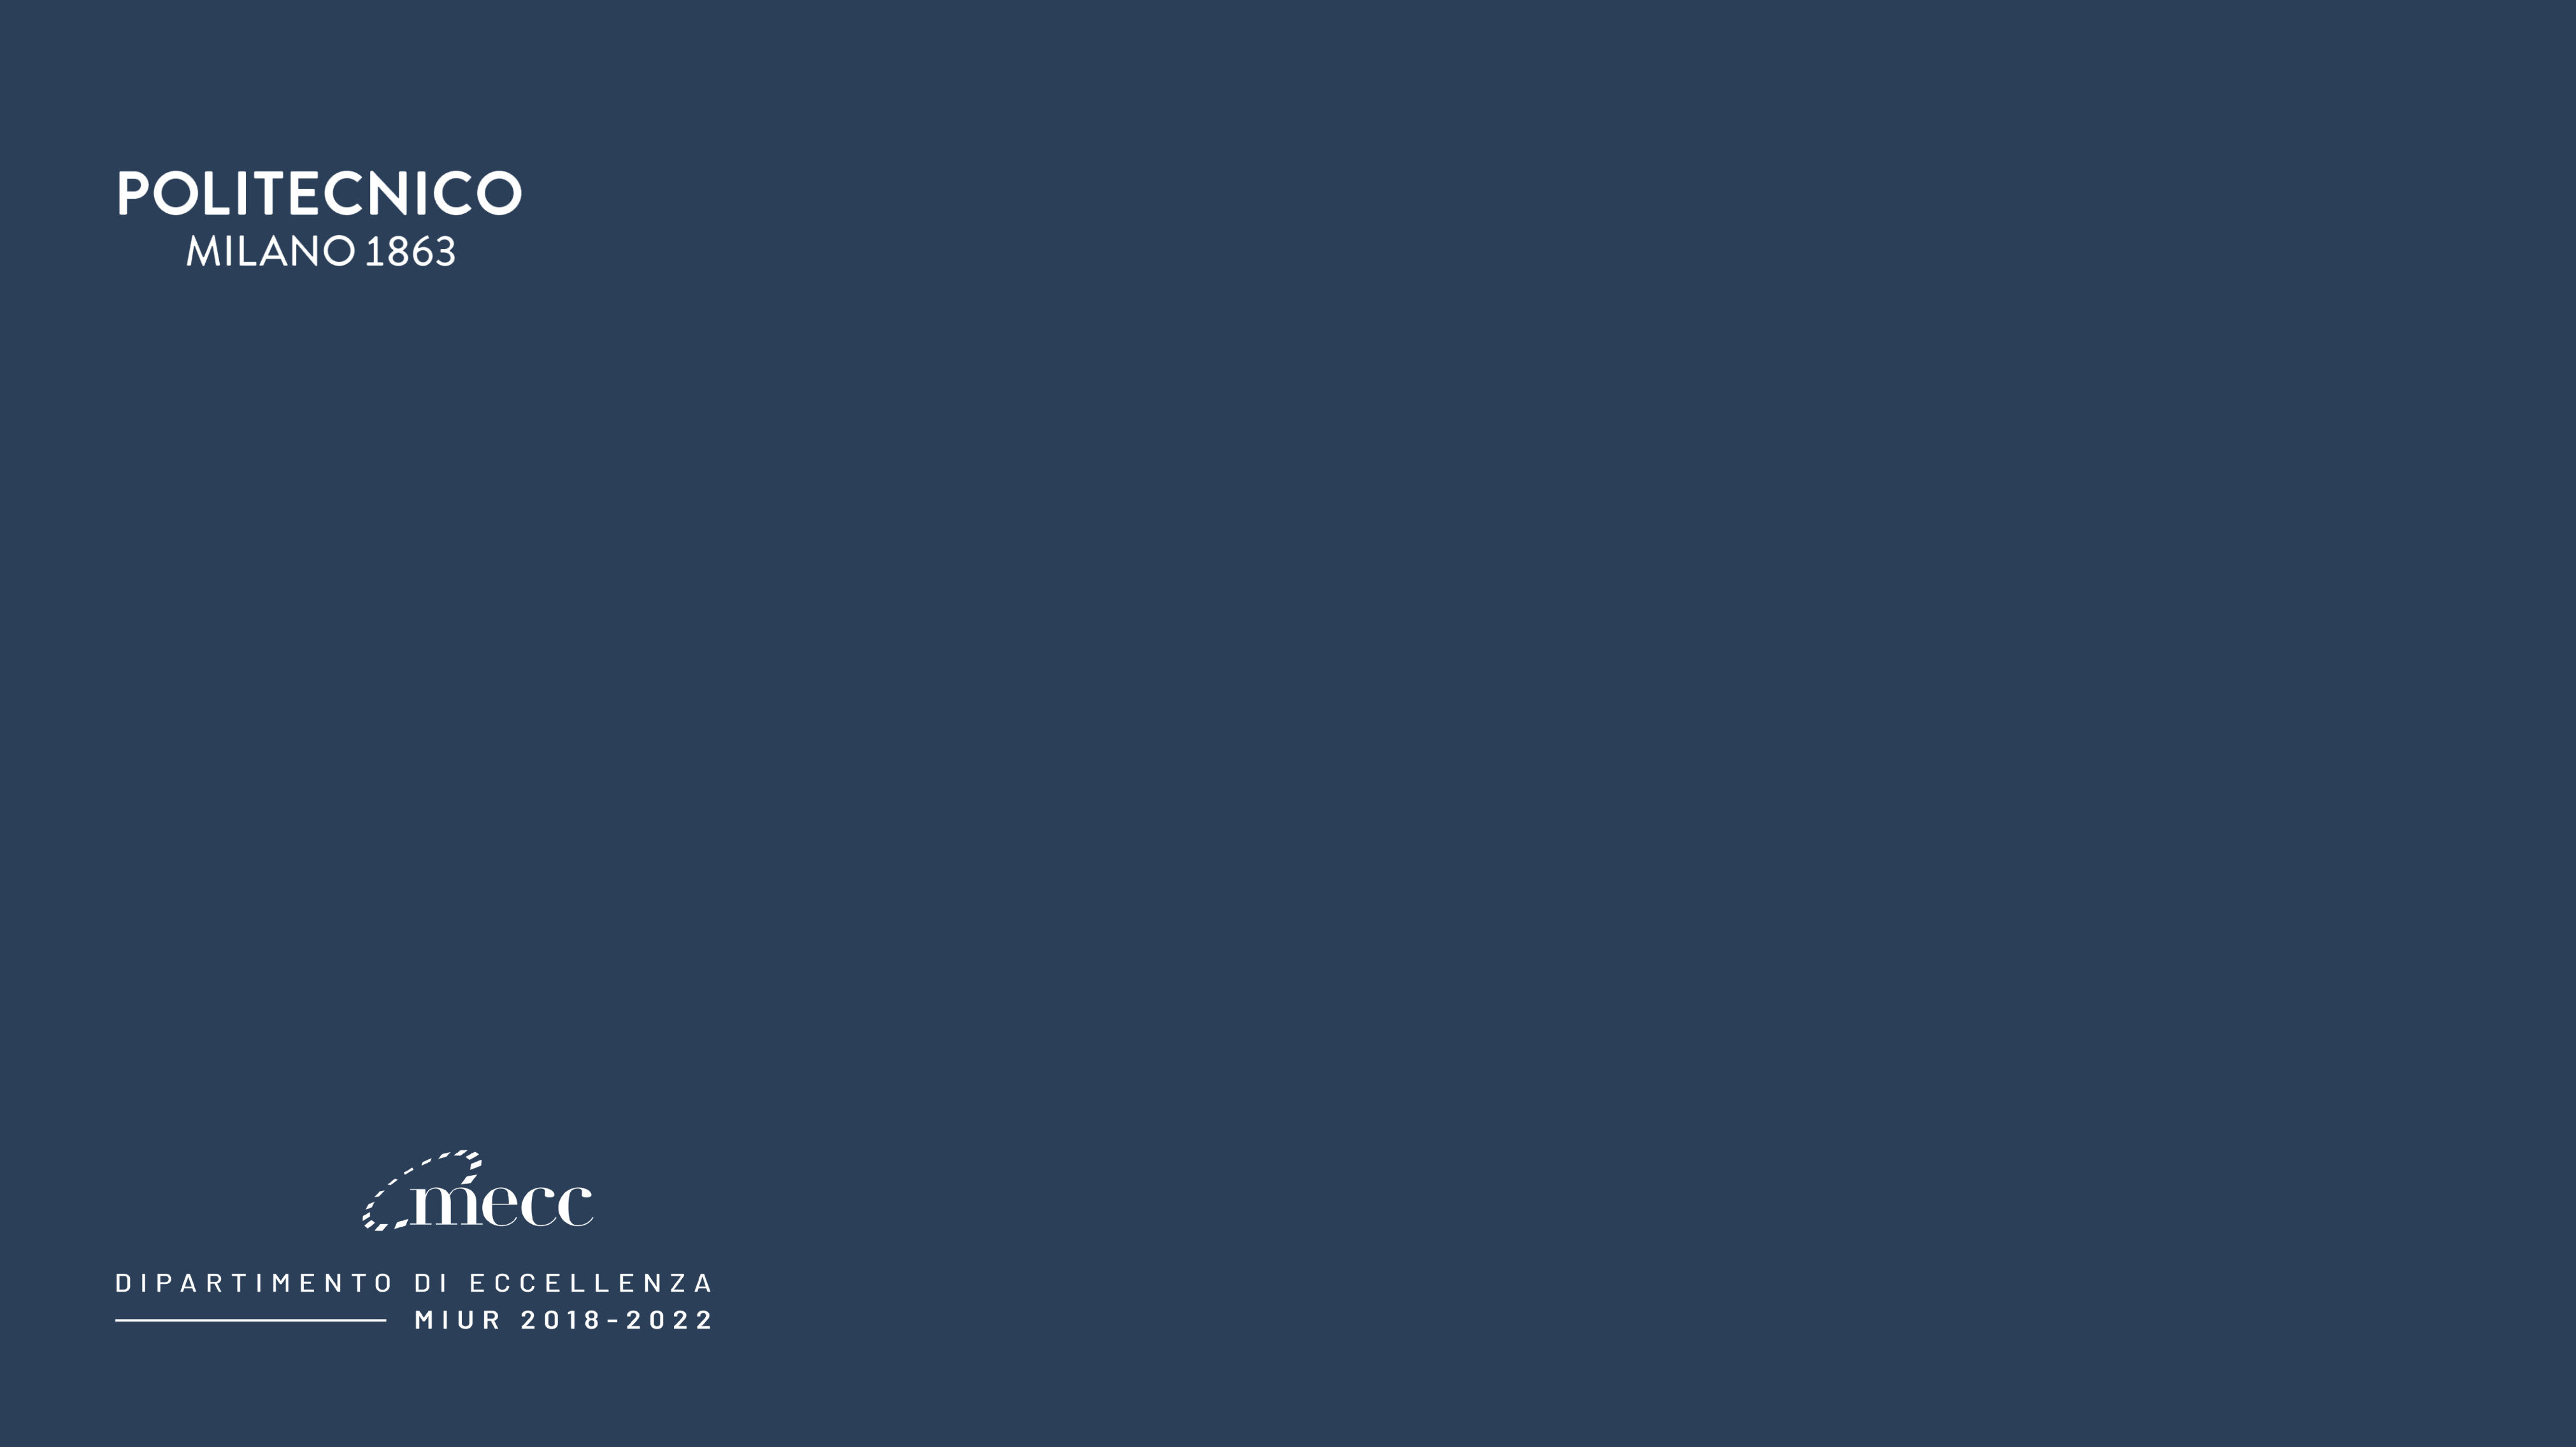 POLITECNICO
MILANO 1863
mecc
DIPARTIMENTO DI ECCELLENZA
MIUR 2018-2022